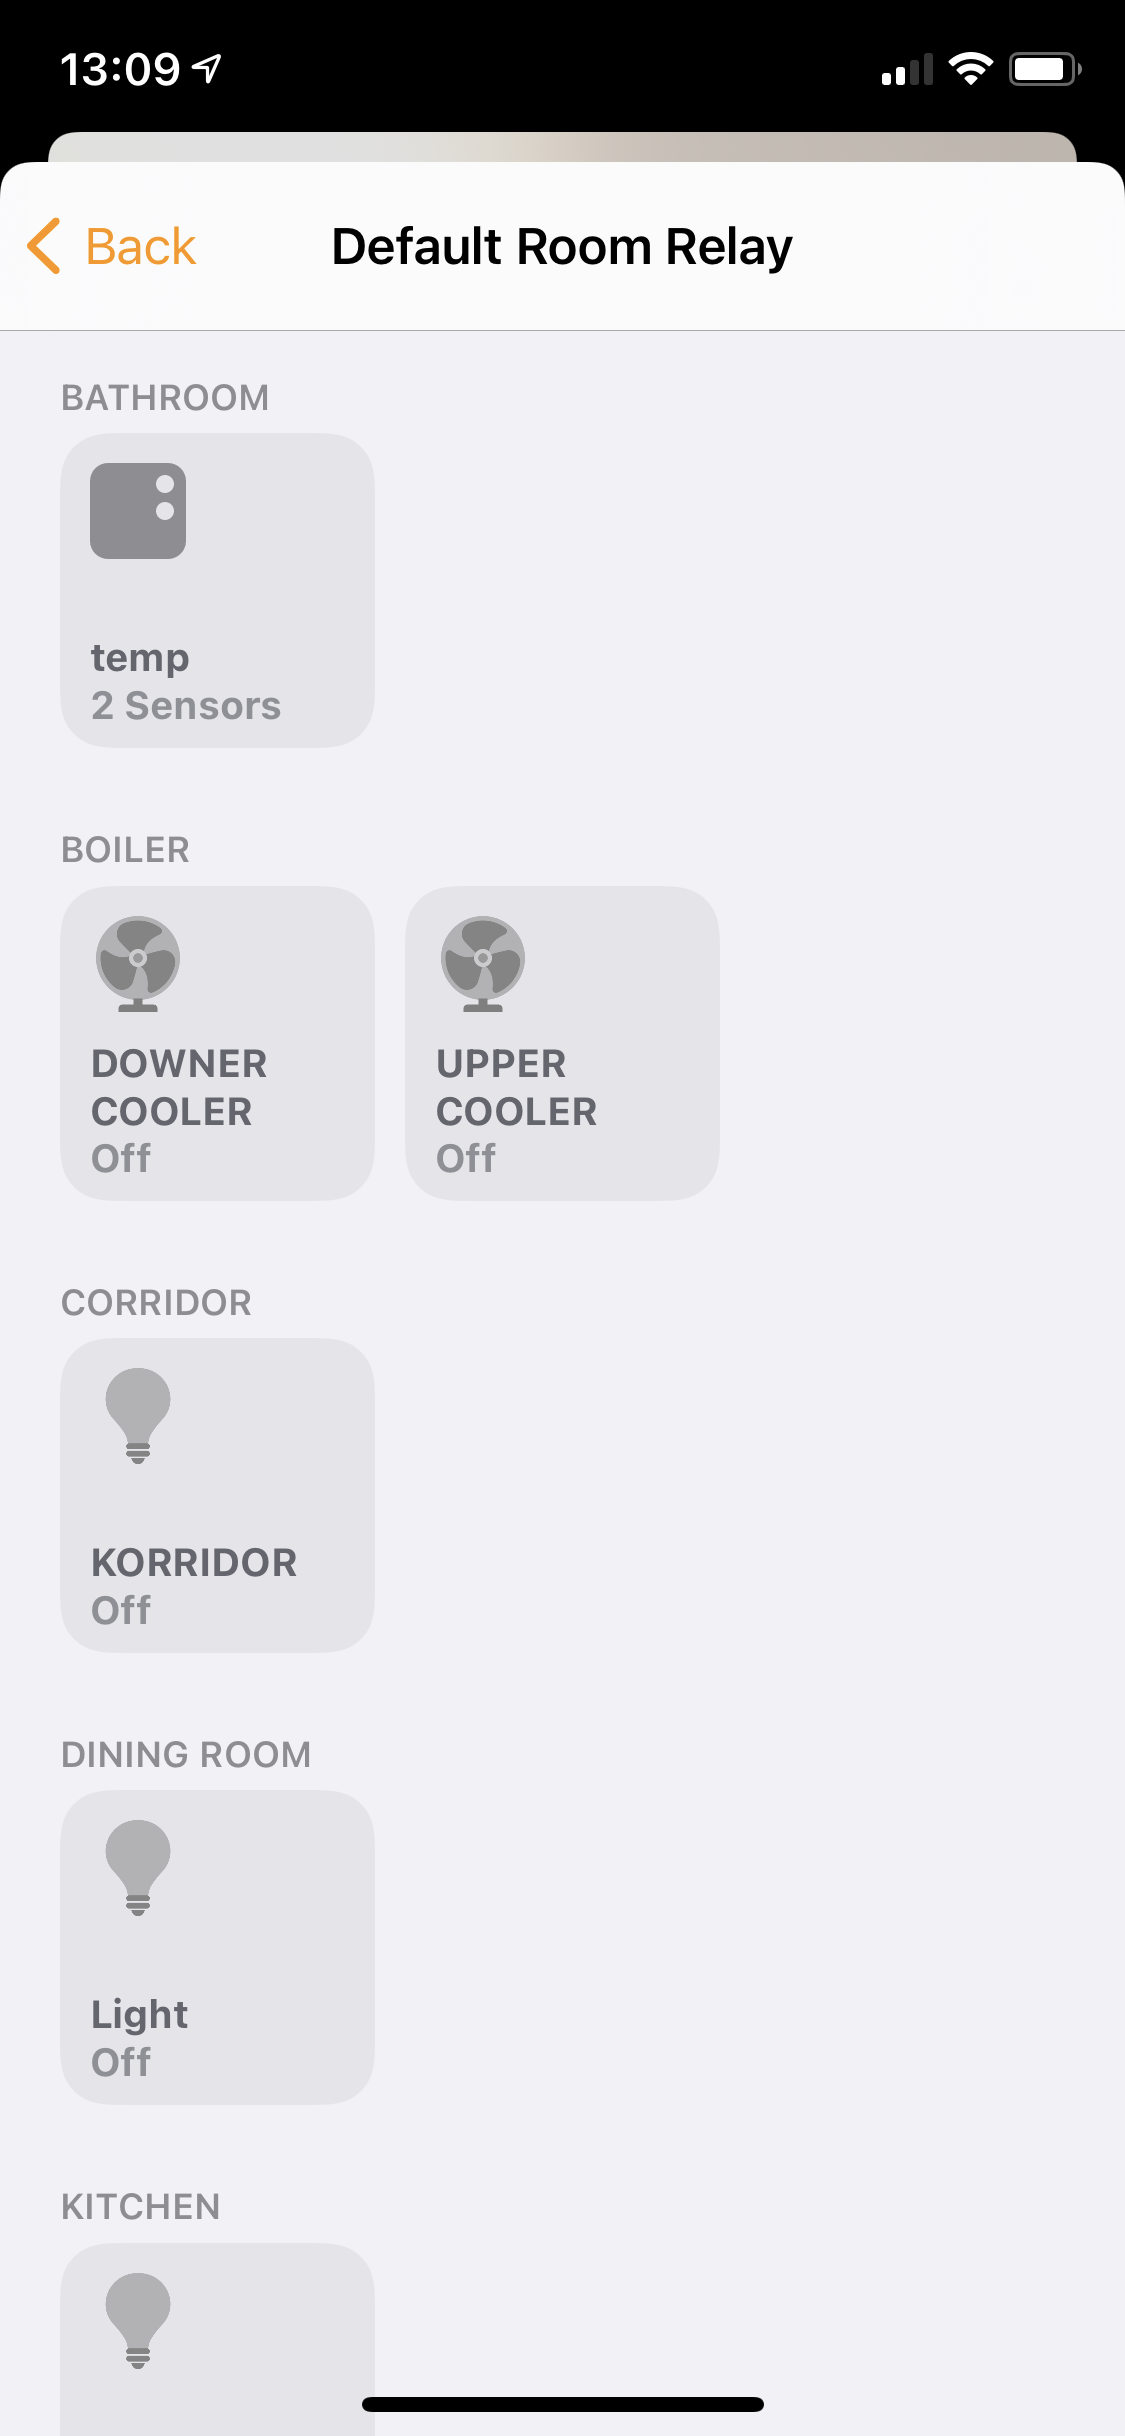 13:09
Back
Default Room Relay
BATHROOM
temp
2 Sensors
BOILER
DOWNER
COOLER
Off
UPPER
COOLER
Off
CORRIDOR
KORRIDOR
Off
DINING ROOM
Light
Off
KITCHEN